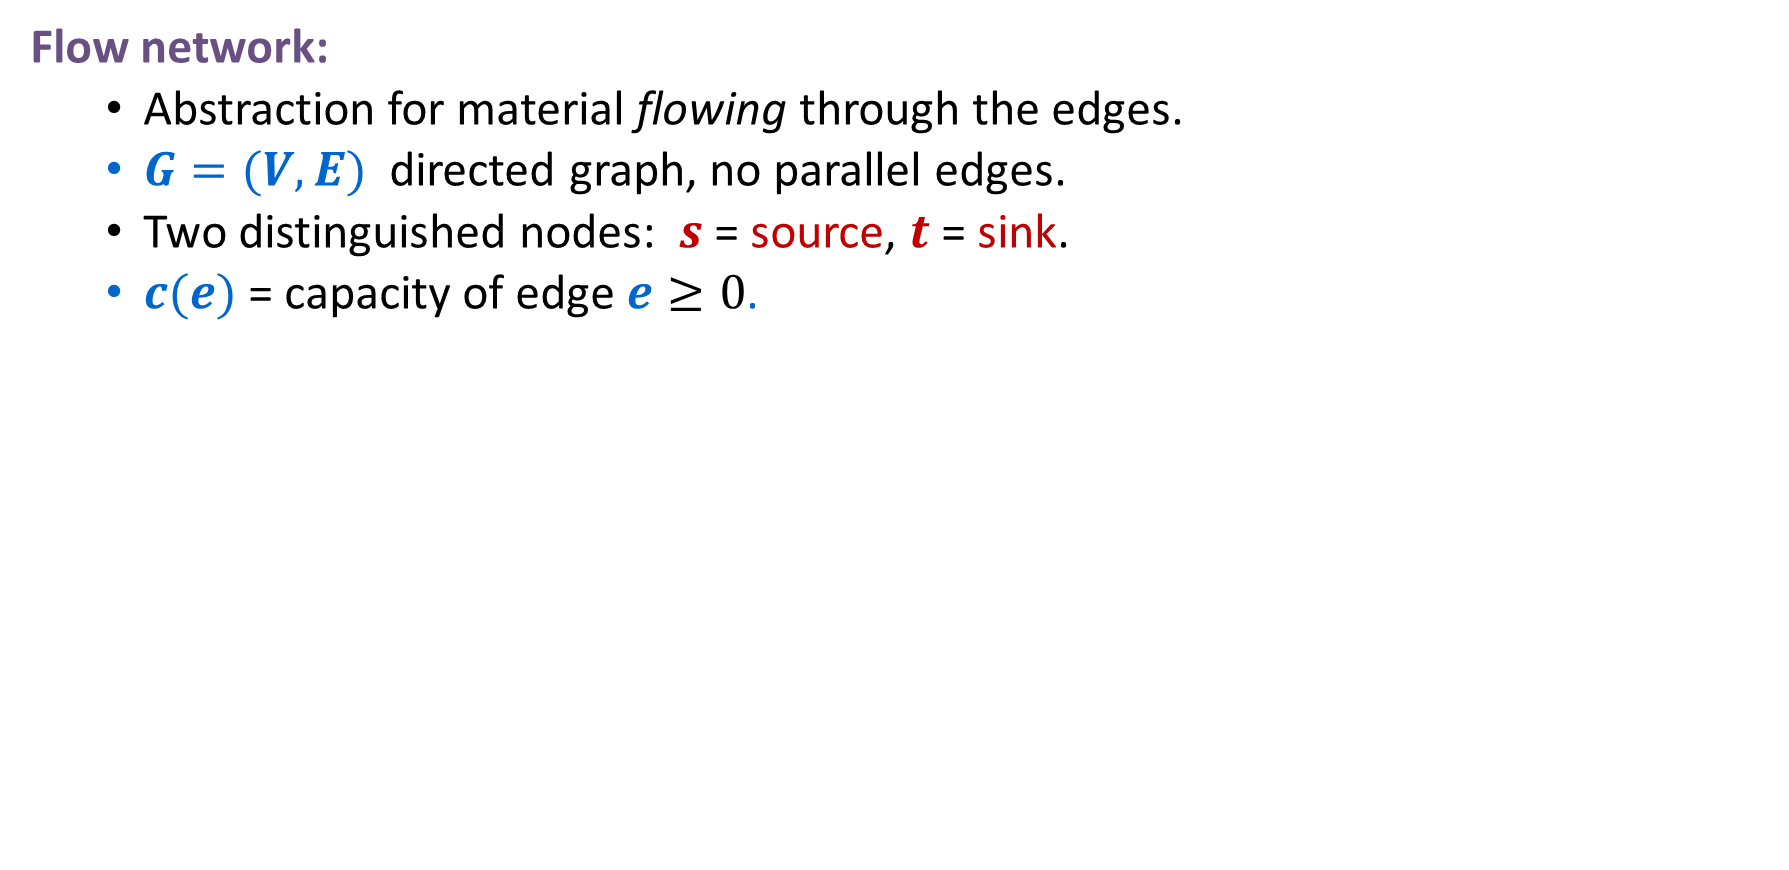 Flow network:
• Abstraction for material flowing through the edges.
• G = (V, E) directed graph, no parallel edges.
• Two distinguished nodes: s = source, t = sink.
• c(e) = capacity of edge e ≥ 0.